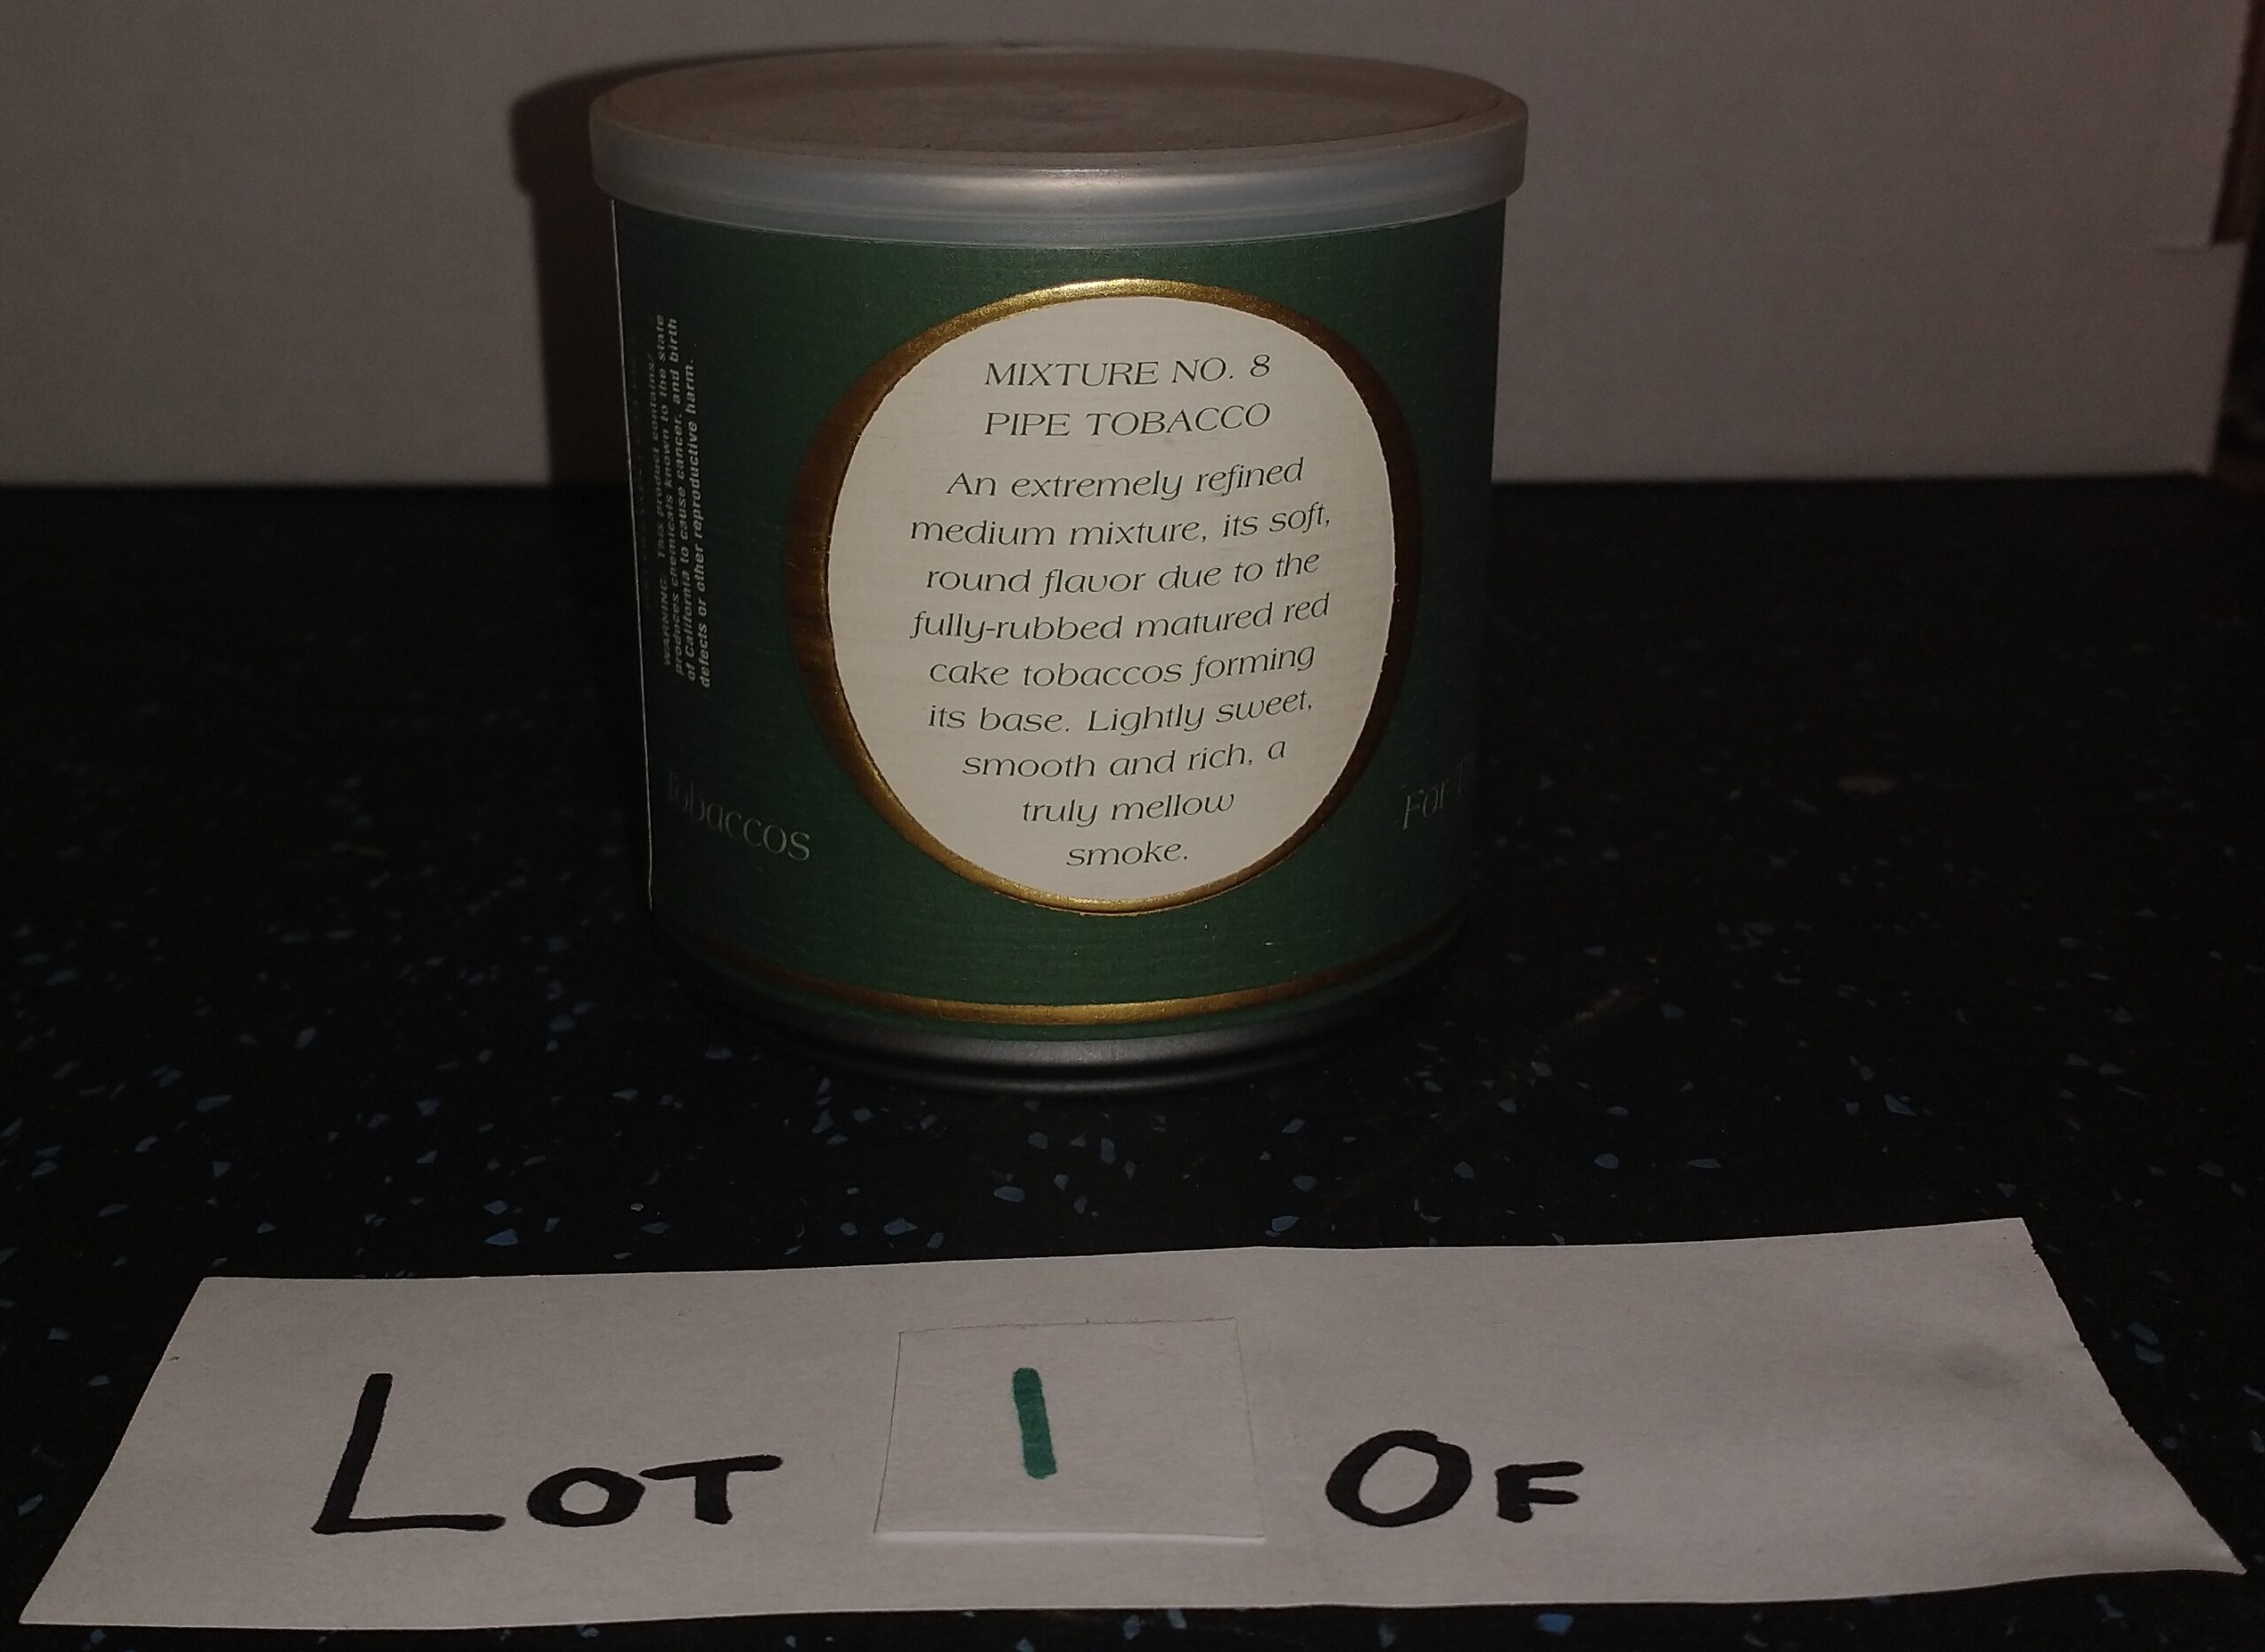 MIXTURE NO. 8
PIPE TOBACCO
An extremely refined
medium mixture, its soft,
round flavor due to the
fully-rubbed matured red
cake tobaccos forming
its base. Lightly sweet,
smooth and rich, a
truly mellow
smoke.
WARNING: This product contains/
produces chemicals known to the state
of California to cause cancer, and birth
defects or other reproductive harm.
Tobaccos
For
LOT 1 OF